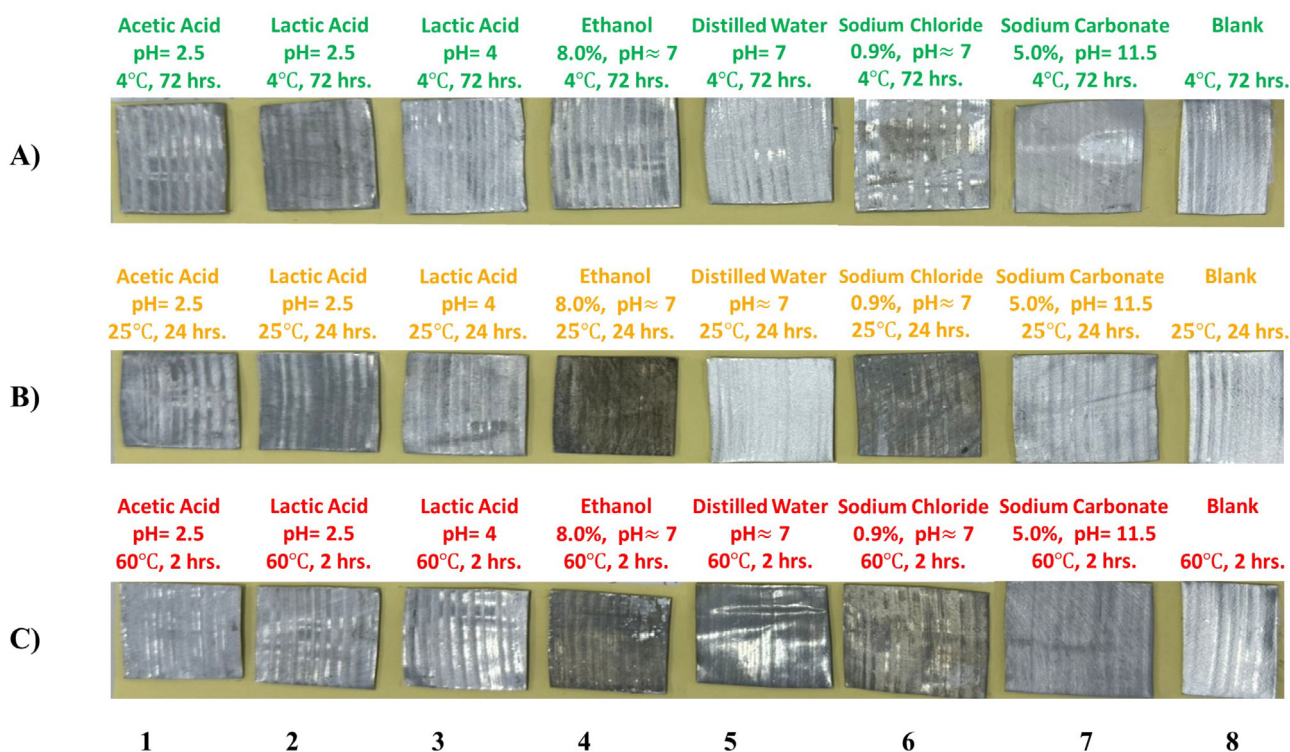 Acetic Acid Lactic Acid Lactic Acid Ethanol Distilled Water Sodium Chloride Sodium Carbonate Blank
pH= 2.5 pH= 2.5 pH= 4 8.0%, pH≈ 7 pH= 7 0.9%, pH≈ 7 5.0%, pH= 11.5
4°C, 72 hrs. 4°C, 72 hrs. 4°C, 72 hrs. 4°C, 72 hrs. 4°C, 72 hrs. 4°C, 72 hrs. 4°C, 72 hrs. 4°C, 72 hrs.
A)
Acetic Acid Lactic Acid Lactic Acid Ethanol Distilled Water Sodium Chloride Sodium Carbonate Blank
pH= 2.5 pH= 2.5 pH= 4 8.0%, pH≈ 7 pH≈ 7 0.9%, pH≈ 7 5.0%, pH= 11.5
25°C, 24 hrs. 25°C, 24 hrs. 25°C, 24 hrs. 25°C, 24 hrs. 25°C, 24 hrs. 25°C, 24 hrs. 25°C, 24 hrs. 25°C, 24 hrs.
B)
Acetic Acid Lactic Acid Lactic Acid Ethanol Distilled Water Sodium Chloride Sodium Carbonate Blank
pH= 2.5 pH= 2.5 pH= 4 8.0%, pH≈ 7 pH≈ 7 0.9%, pH≈ 7 5.0%, pH= 11.5
60°C, 2 hrs. 60°C, 2 hrs. 60°C, 2 hrs. 60°C, 2 hrs. 60°C, 2 hrs. 60°C, 2 hrs. 60°C, 2 hrs. 60°C, 2 hrs.
C)
1 2 3 4 5 6 7 8